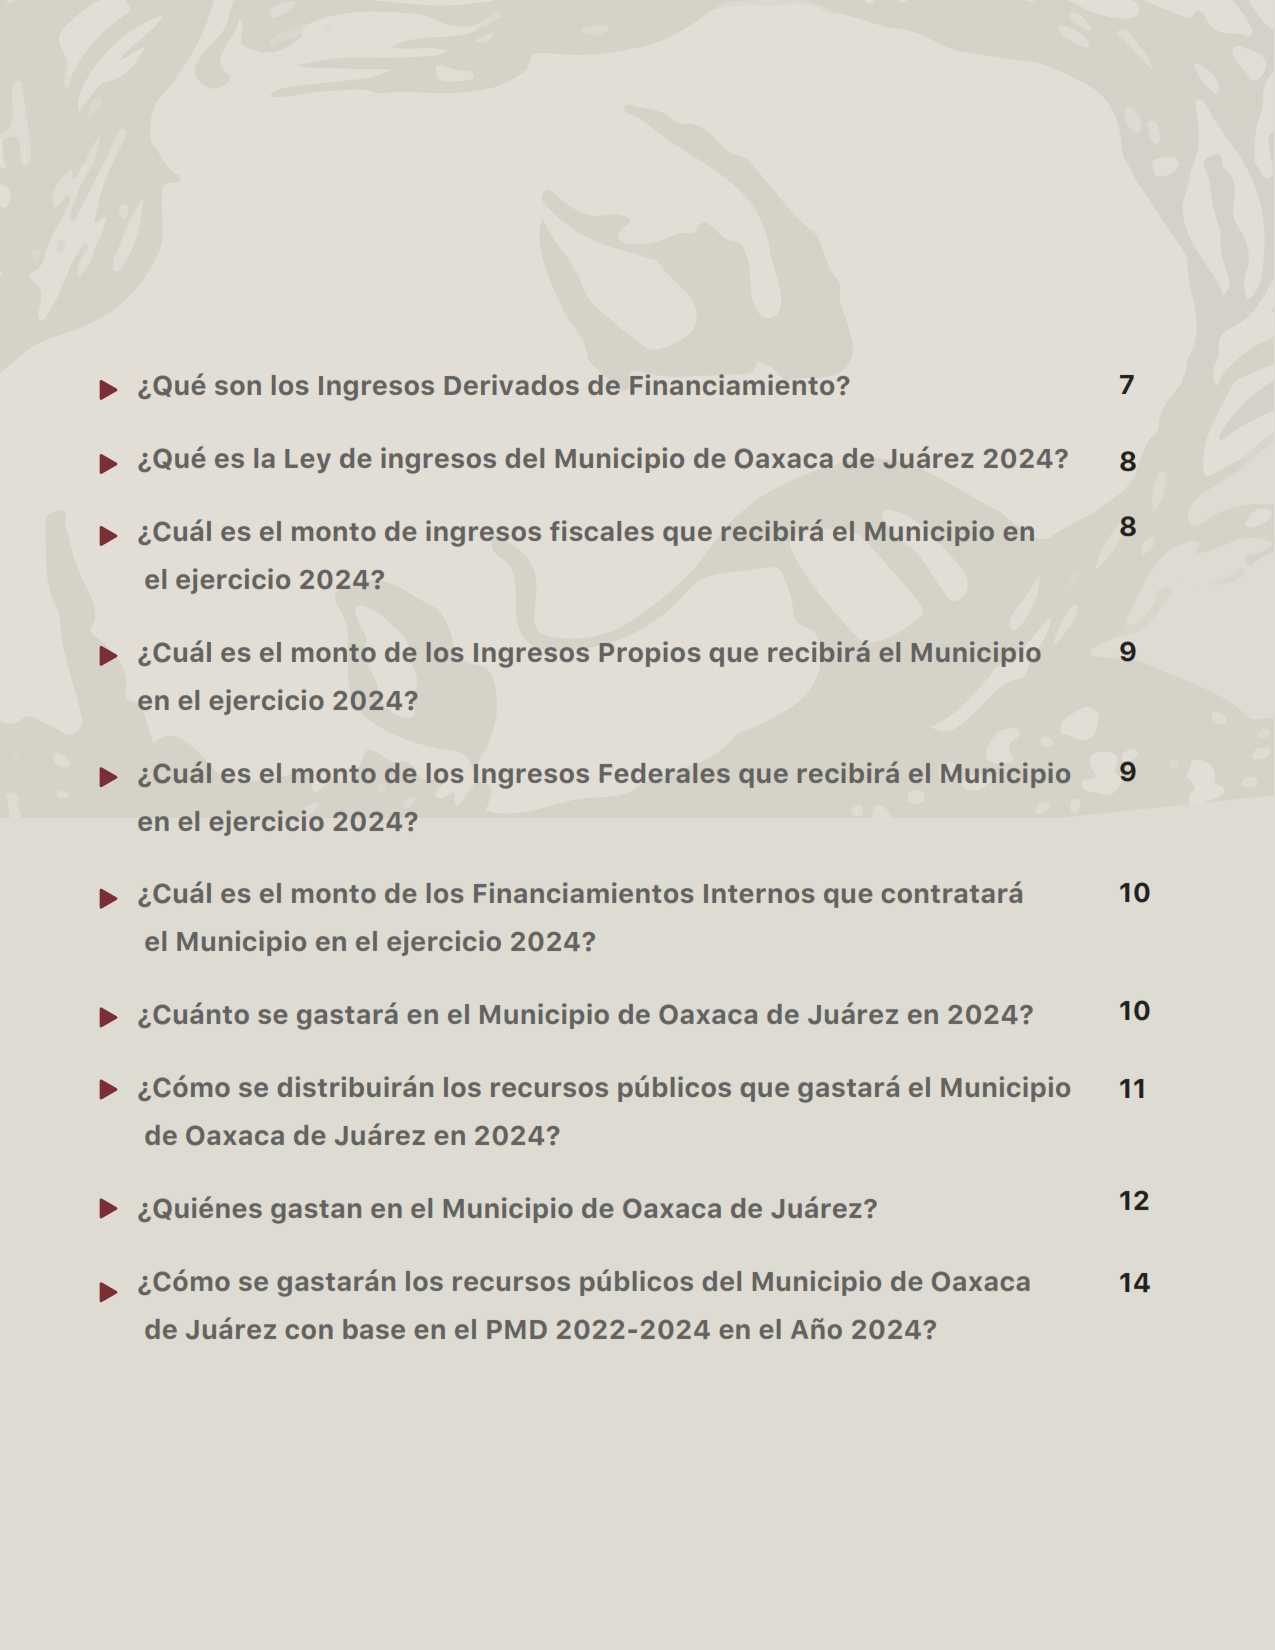 ¿Qué son los Ingresos Derivados de Financiamiento? 7
¿Qué es la Ley de ingresos del Municipio de Oaxaca de Juárez 2024? 8
¿Cuál es el monto de ingresos fiscales que recibirá el Municipio en 8
el ejercicio 2024?
¿Cuál es el monto de los Ingresos Propios que recibirá el Municipio 9
en el ejercicio 2024?
¿Cuál es el monto de los Ingresos Federales que recibirá el Municipio 9
en el ejercicio 2024?
¿Cuál es el monto de los Financiamientos Internos que contratará 10
el Municipio en el ejercicio 2024?
¿Cuánto se gastará en el Municipio de Oaxaca de Juárez en 2024? 10
¿Cómo se distribuirán los recursos públicos que gastará el Municipio 11
de Oaxaca de Juárez en 2024?
¿Quiénes gastan en el Municipio de Oaxaca de Juárez? 12
¿Cómo se gastarán los recursos públicos del Municipio de Oaxaca 14
de Juárez con base en el PMD 2022-2024 en el Año 2024?